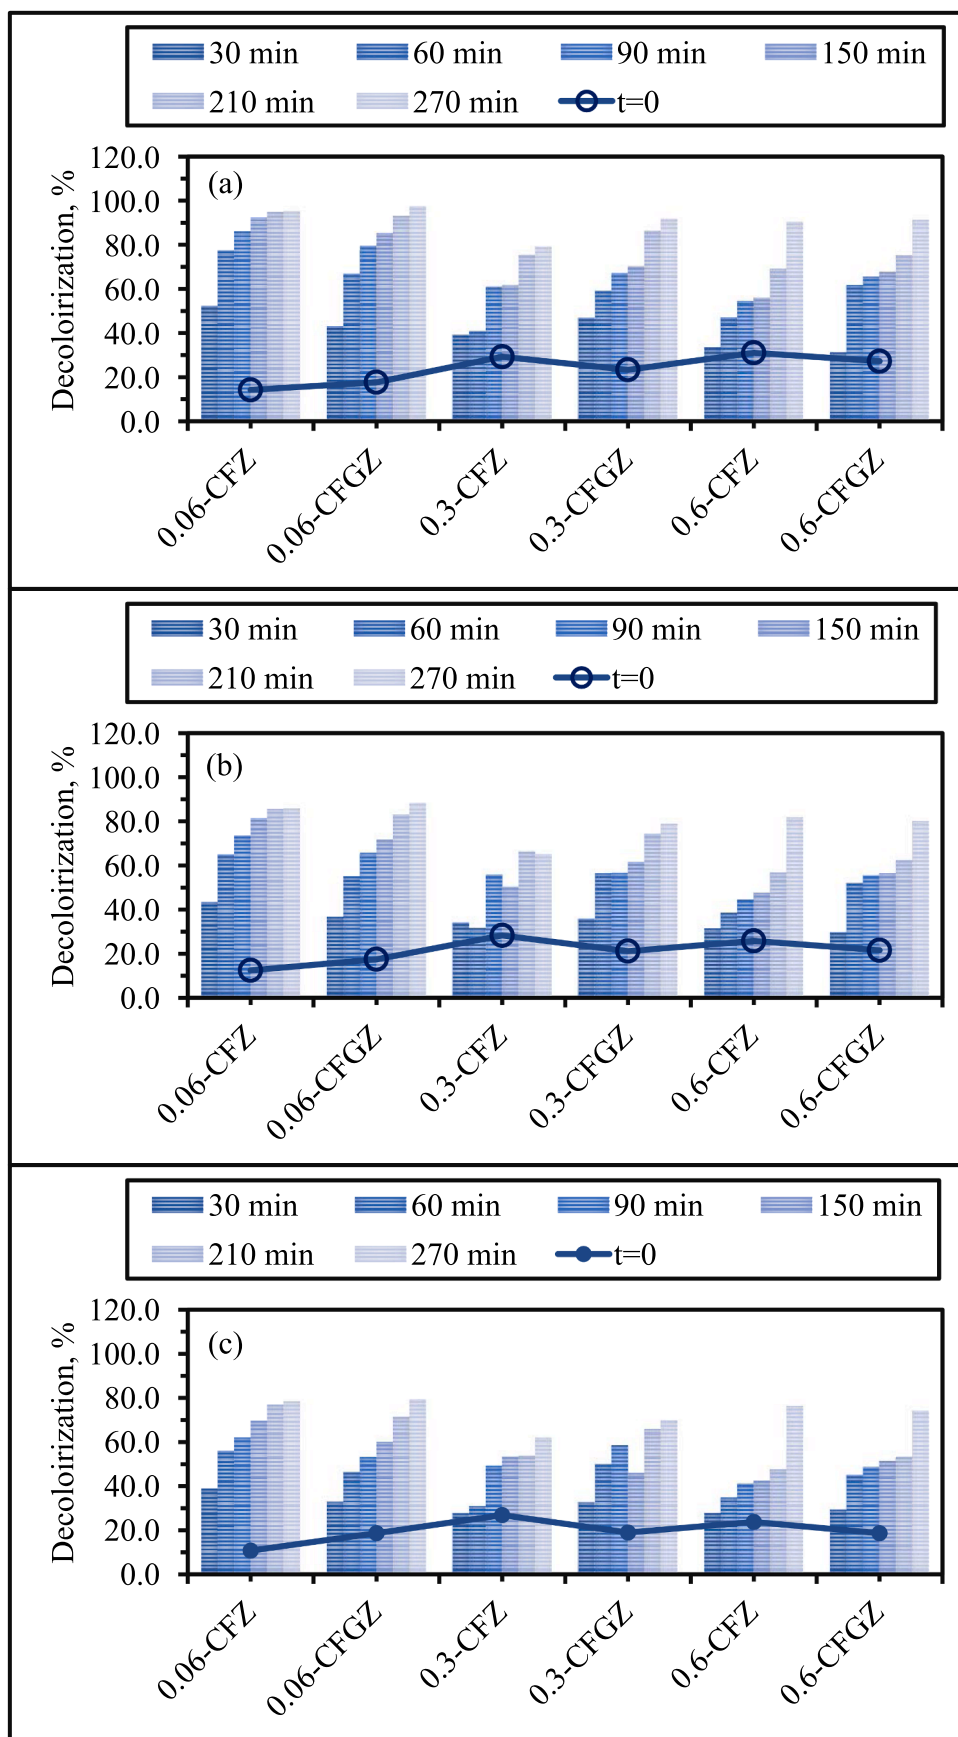 30 min 60 min 90 min 150 min
210 min 270 min t=0
(a)
Decoloirization, %
120.0
100.0
80.0
60.0
40.0
20.0
0.0
0.06-CFZ
0.06-CFGZ
0.3-CFZ
0.3-CFGZ
0.6-CFZ
0.6-CFGZ
30 min 60 min 90 min 150 min
210 min 270 min t=0
(b)
Decoloirization, %
120.0
100.0
80.0
60.0
40.0
20.0
0.0
0.06-CFZ
0.06-CFGZ
0.3-CFZ
0.3-CFGZ
0.6-CFZ
0.6-CFGZ
30 min 60 min 90 min 150 min
210 min 270 min t=0
(c)
Decoloirization, %
120.0
100.0
80.0
60.0
40.0
20.0
0.0
0.06-CFZ
0.06-CFGZ
0.3-CFZ
0.3-CFGZ
0.6-CFZ
0.6-CFGZ